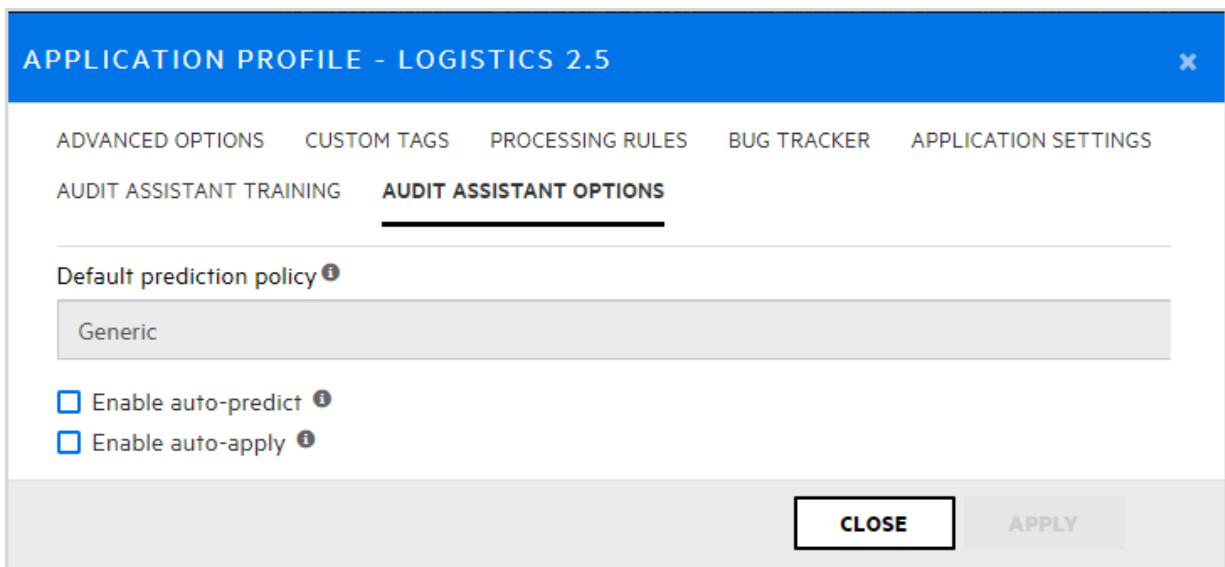 APPLICATION PROFILE - LOGISTICS 2.5
ADVANCED OPTIONS CUSTOM TAGS PROCESSING RULES BUG TRACKER APPLICATION SETTINGS
AUDIT ASSISTANT TRAINING AUDIT ASSISTANT OPTIONS
Default prediction policy
Generic
Enable auto-predict
Enable auto-apply
CLOSE APPLY